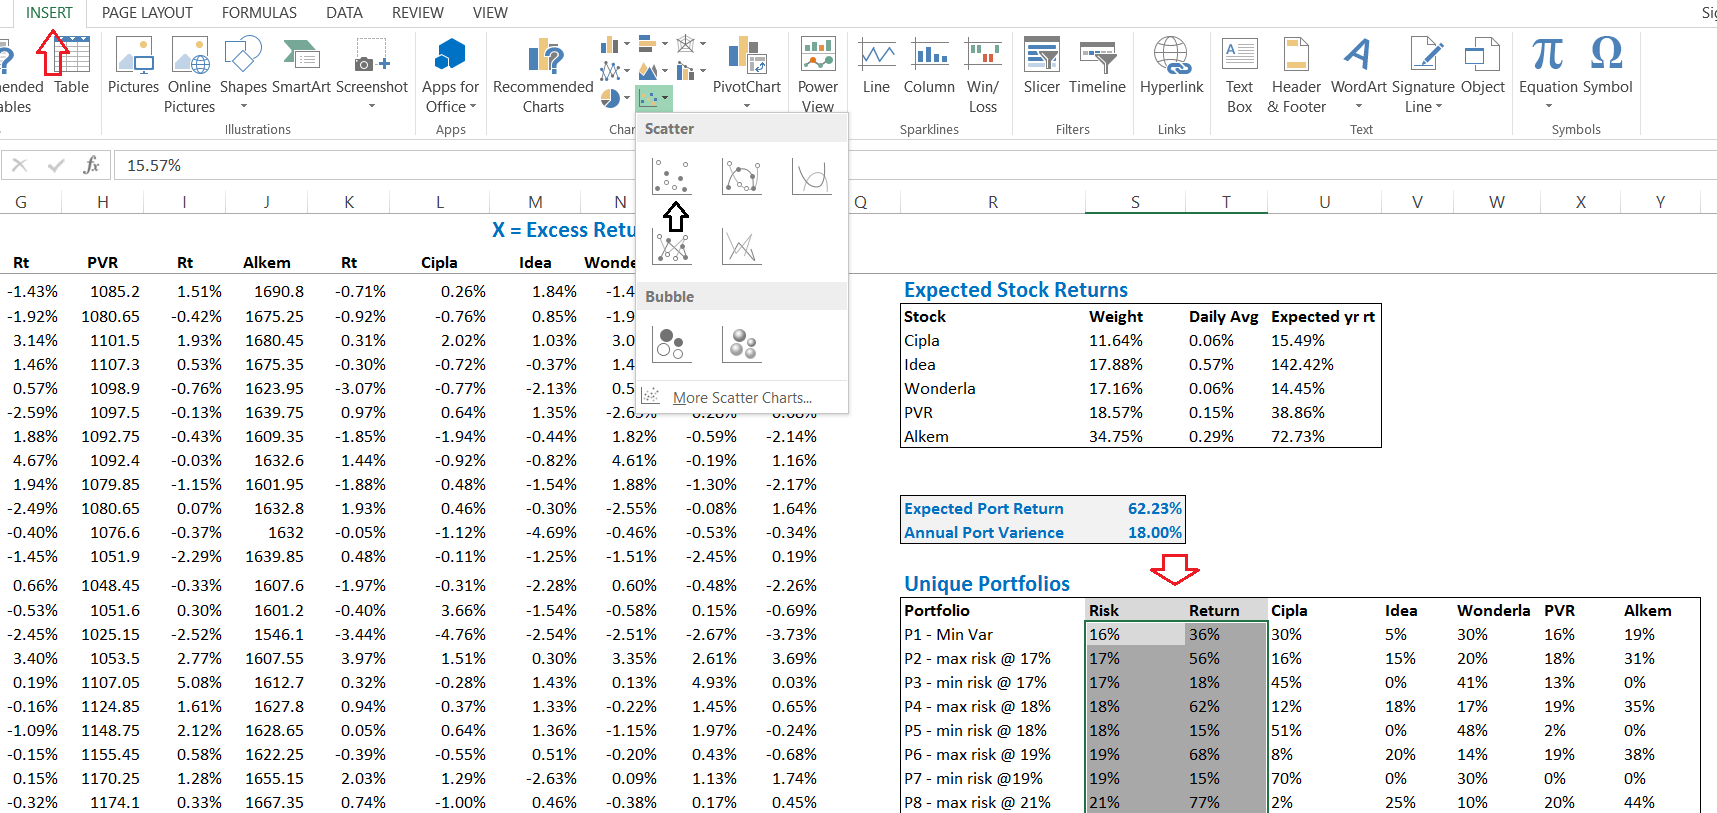 INSERT PAGE LAYOUT FORMULAS DATA REVIEW VIEW
Table Pictures Online Pictures Shapes SmartArt Screenshot Apps for Office Recommended Charts PivotChart Power View Line Column Win/ Loss Slicer Timeline Hyperlink Text Box Header & Footer WordArt Signature Line Object Equation Symbol
Illustrations Apps Sparklines Filters Links Text Symbols
Scatter
fx 15.57%
G H I J K L M N Q R S T U V W X Y
X = Excess Retu
Rt PVR Rt Alkem Rt Cipla Idea Wonde
Bubble
More Scatter Charts...
-1.43% 1085.2 1.51% 1690.8 -0.71% 0.26% 1.84% -1.4
-1.92% 1080.65 -0.42% 1675.25 -0.92% -0.76% 0.85% -1.9
3.14% 1101.5 1.93% 1680.45 0.31% 2.02% 1.03% 3.0
1.46% 1107.3 0.53% 1675.35 -0.30% -0.72% -0.37% 1.4
0.57% 1098.9 -0.76% 1623.95 -3.07% -0.77% -2.13% 0.5
-2.59% 1097.5 -0.13% 1639.75 0.97% 0.64% 1.35%
1.88% 1092.75 -0.43% 1609.35 -1.85% -1.94% -0.44% 1.82% -0.59% -2.14%
4.67% 1092.4 -0.03% 1632.6 1.44% -0.92% -0.82% 4.61% -0.19% 1.16%
1.94% 1079.85 -1.15% 1601.95 -1.88% 0.48% -1.54% 1.88% -1.30% -2.17%
-2.49% 1080.65 0.07% 1632.8 1.93% 0.46% -0.30% -2.55% -0.08% 1.64%
-0.40% 1076.6 -0.37% 1632 -0.05% -1.12% -4.69% -0.46% -0.53% -0.34%
-1.45% 1051.9 -2.29% 1639.85 0.48% -0.11% -1.25% -1.51% -2.45% 0.19%
0.66% 1048.45 -0.33% 1607.6 -1.97% -0.31% -2.28% 0.60% -0.48% -2.26%
-0.53% 1051.6 0.30% 1601.2 -0.40% 3.66% -1.54% -0.58% 0.15% -0.69%
-2.45% 1025.15 -2.52% 1546.1 -3.44% -4.76% -2.54% -2.51% -2.67% -3.73%
3.40% 1053.5 2.77% 1607.55 3.97% 1.51% 0.30% 3.35% 2.61% 3.69%
0.19% 1107.05 5.08% 1612.7 0.32% -0.28% 1.43% 0.13% 4.93% 0.03%
-0.16% 1124.85 1.61% 1627.8 0.94% 0.37% 1.33% -0.22% 1.45% 0.65%
-1.09% 1148.75 2.12% 1628.65 0.05% 0.64% 1.36% -1.15% 1.97% -0.24%
-0.15% 1155.45 0.58% 1622.25 -0.39% -0.55% 0.51% -0.20% 0.43% -0.68%
0.15% 1170.25 1.28% 1655.15 2.03% 1.29% -2.63% 0.09% 1.13% 1.74%
-0.32% 1174.1 0.33% 1667.35 0.74% -1.00% 0.46% -0.38% 0.17% 0.45%
Expected Stock Returns
Stock Weight Daily Avg Expected yr rt
Cipla 11.64% 0.06% 15.49%
Idea 17.88% 0.57% 142.42%
Wonderla 17.16% 0.06% 14.45%
PVR 18.57% 0.15% 38.86%
Alkem 34.75% 0.29% 72.73%
Expected Port Return 62.23%
Annual Port Varience 18.00%
Unique Portfolios
Portfolio Risk Return Cipla Idea Wonderla PVR Alkem
P1 - Min Var 16% 36% 30% 5% 30% 16% 19%
P2 - max risk @ 17% 17% 56% 16% 15% 20% 18% 31%
P3 - min risk @ 17% 17% 18% 45% 0% 41% 13% 0%
P4 - max risk @ 18% 18% 62% 12% 18% 17% 19% 35%
P5 - min risk @ 18% 18% 15% 51% 0% 48% 2% 0%
P6 - max risk @ 19% 19% 68% 8% 20% 14% 19% 38%
P7 - min risk @19% 19% 15% 70% 0% 30% 0% 0%
P8 - max risk @ 21% 21% 77% 2% 25% 10% 20% 44%